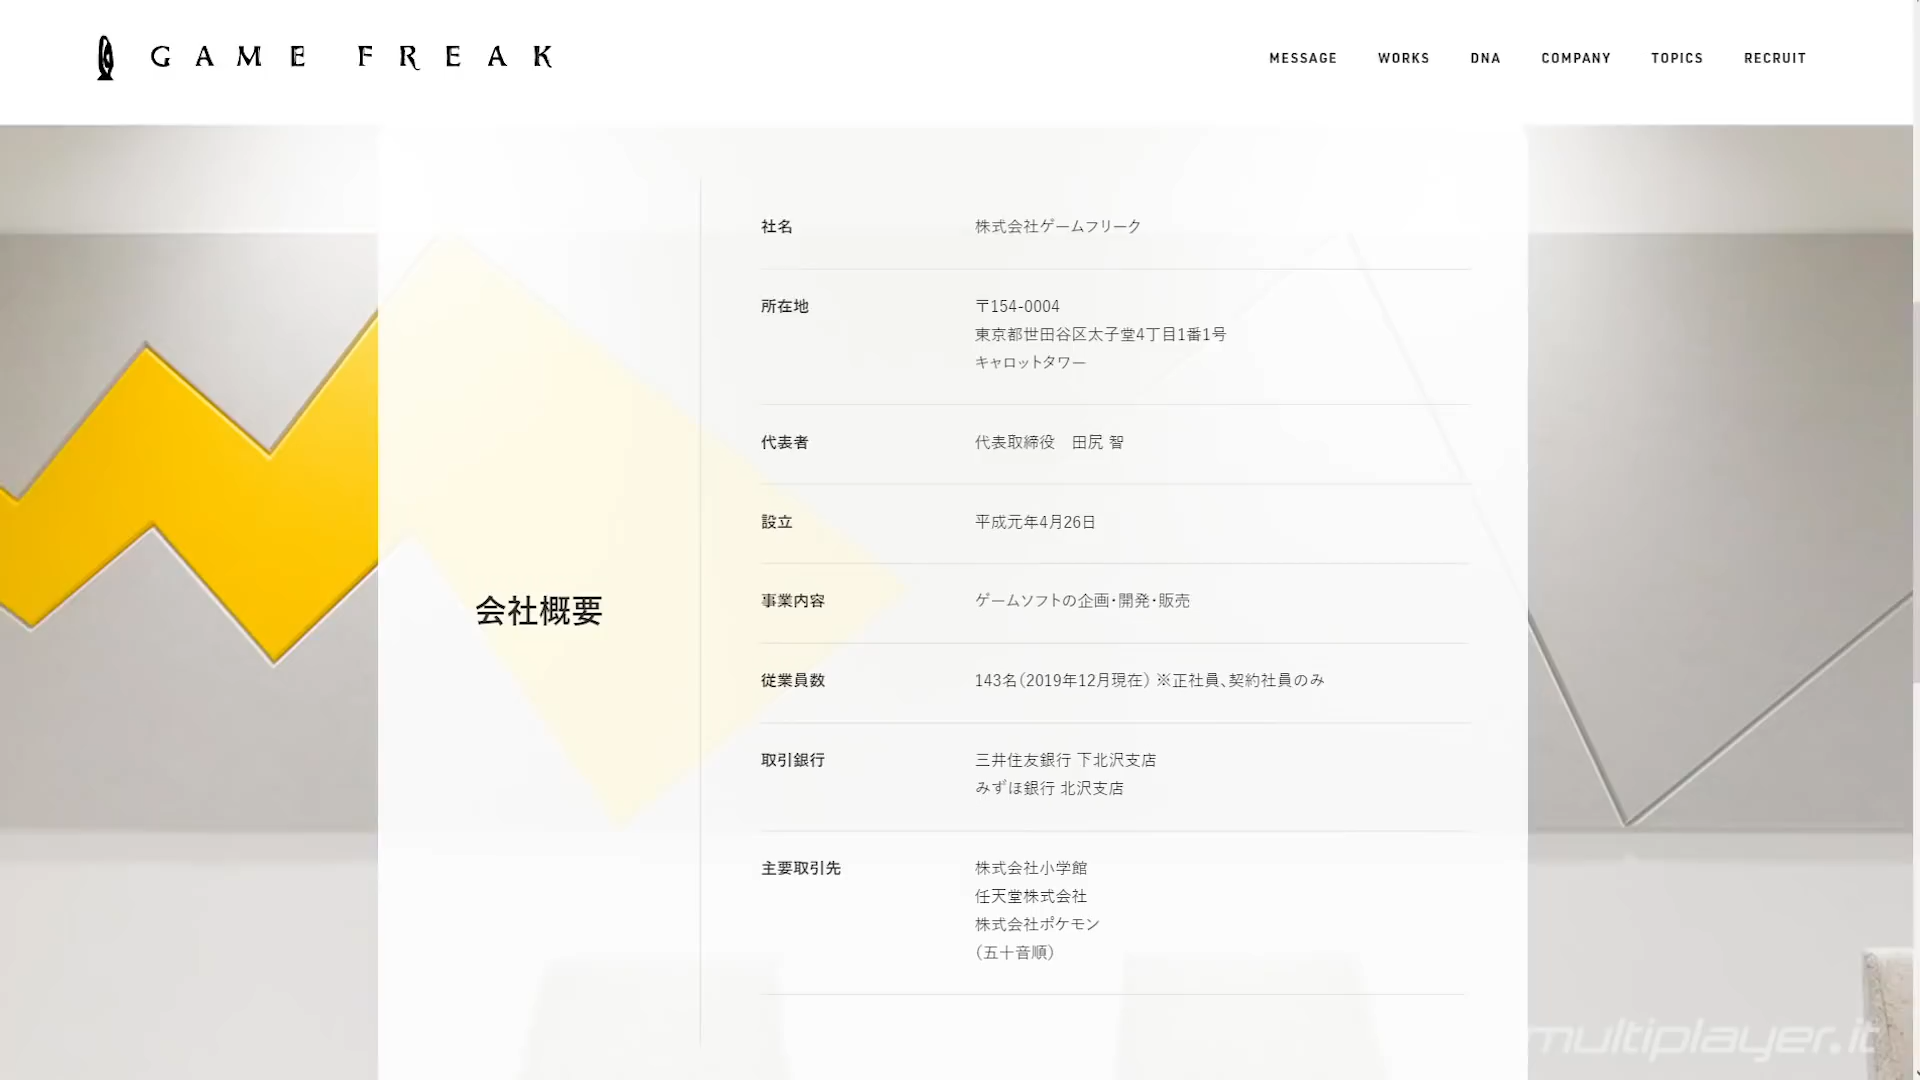 GAME FREAK
MESSAGE WORKS DNA COMPANY TOPICS RECRUIT
会社概要
社名 株式会社ゲームフリーク
所在地 〒154-0004
東京都世田谷区太子堂4丁目1番1号
キャロットタワー
代表者 代表取締役　田尻 智
設立 平成元年4月26日
事業内容 ゲームソフトの企画・開発・販売
従業員数 143名（2019年12月現在） ※正社員、契約社員のみ
取引銀行 三井住友銀行 下北沢支店
みずほ銀行 北沢支店
主要取引先 株式会社小学館
任天堂株式会社
株式会社ポケモン
（五十音順）
multiplayer.it